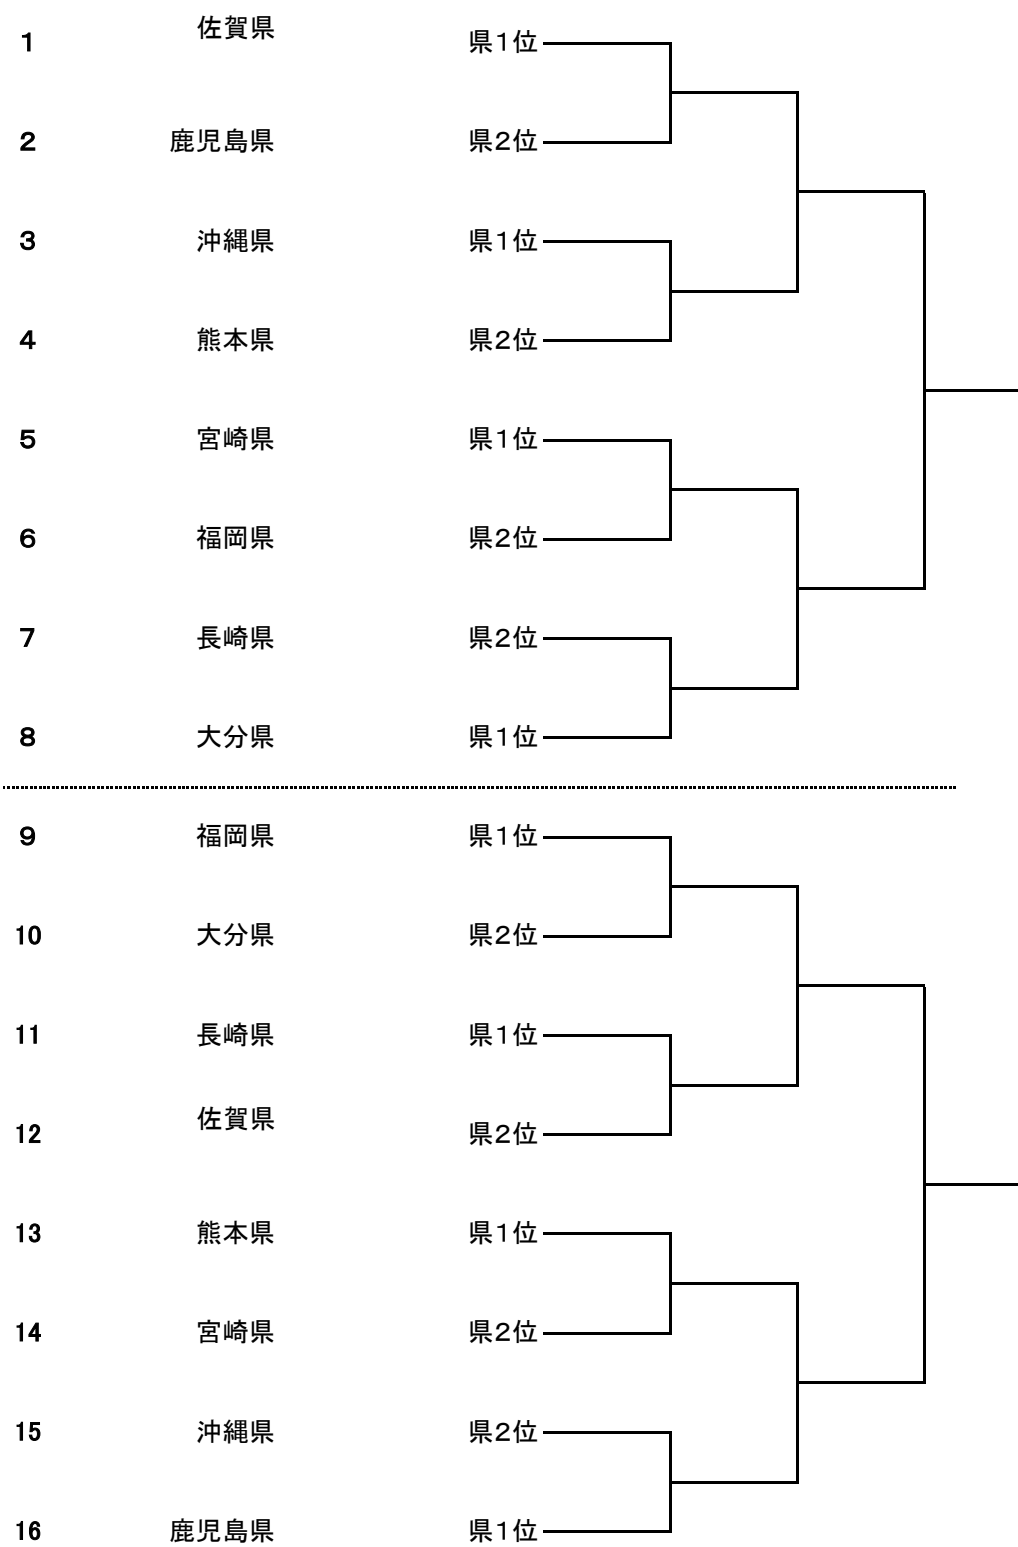 1 佐賀県 県１位
2 鹿児島県 県２位
3 沖縄県 県１位
4 熊本県 県２位
5 宮崎県 県１位
6 福岡県 県２位
7 長崎県 県２位
8 大分県 県１位
9 福岡県 県１位
10 大分県 県２位
11 長崎県 県１位
12 佐賀県 県２位
13 熊本県 県１位
14 宮崎県 県２位
15 沖縄県 県２位
16 鹿児島県 県１位